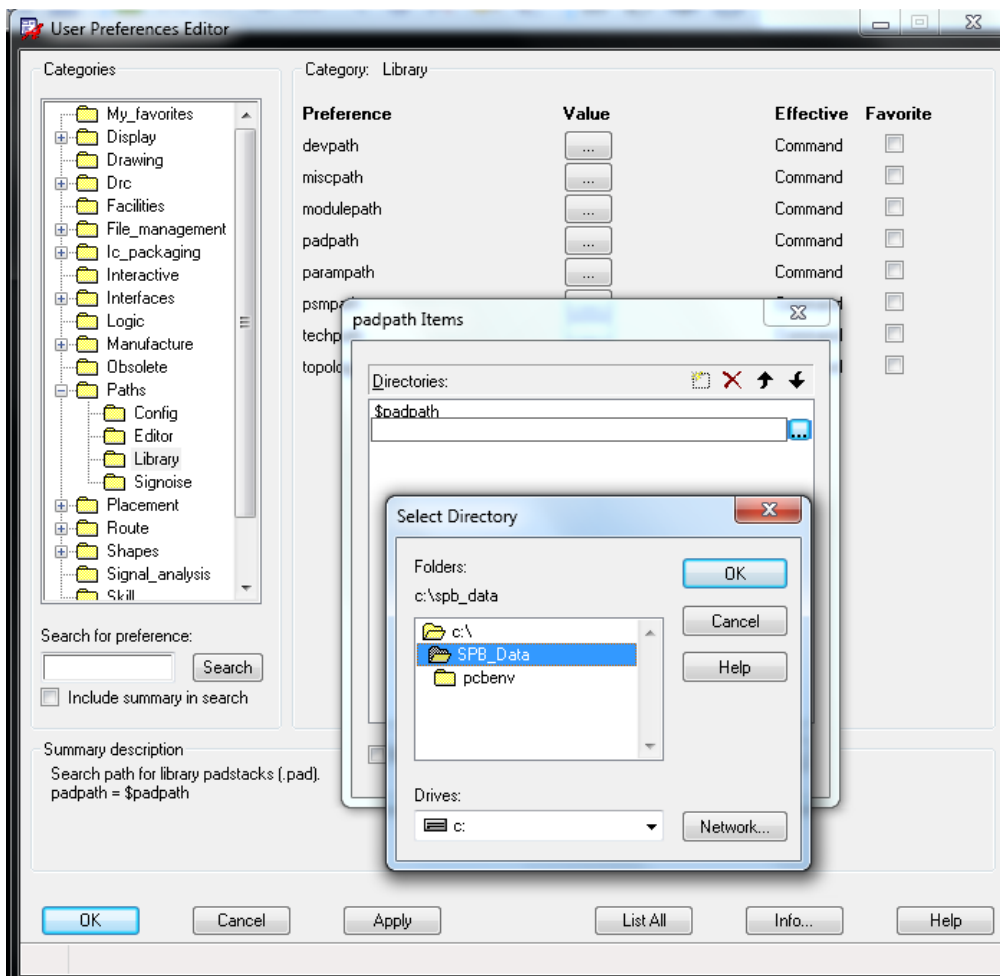 User Preferences Editor
Categories
My_favorites
Display
Drawing
Drc
Facilities
File_management
Ic_packaging
Interactive
Interfaces
Logic
Manufacture
Obsolete
Paths
Config
Editor
Library
Signoise
Placement
Route
Shapes
Signal_analysis
Skill
Search for preference:
Search
Include summary in search
Category: Library
Preference Value Effective Favorite
devpath ... Command
miscpath ... Command
modulepath ... Command
padpath ... Command
parampath ... Command
padpath Items
Directories:
$padpath
...
Select Directory
Folders:
c:\spb_data
c:\
SPB_Data
pcbenv
OK
Cancel
Help
Drives:
c:
Network...
Summary description
Search path for library padstacks (.pad).
padpath = $padpath
OK Cancel Apply List All Info... Help